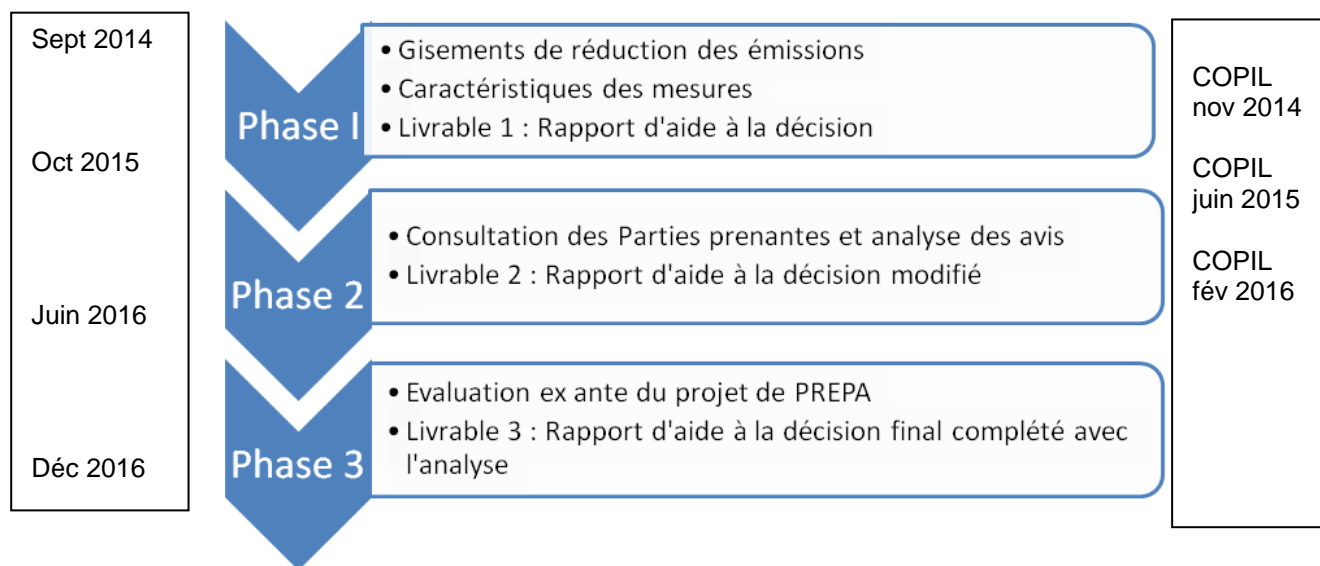 Sept 2014
Oct 2015
Juin 2016
Déc 2016
Phase I
• Gisements de réduction des émissions
• Caractéristiques des mesures
• Livrable 1 : Rapport d'aide à la décision
Phase 2
• Consultation des Parties prenantes et analyse des avis
• Livrable 2 : Rapport d'aide à la décision modifié
Phase 3
• Evaluation ex ante du projet de PREPA
• Livrable 3 : Rapport d'aide à la décision final complété avec
l'analyse
COPIL
nov 2014
COPIL
juin 2015
COPIL
fév 2016